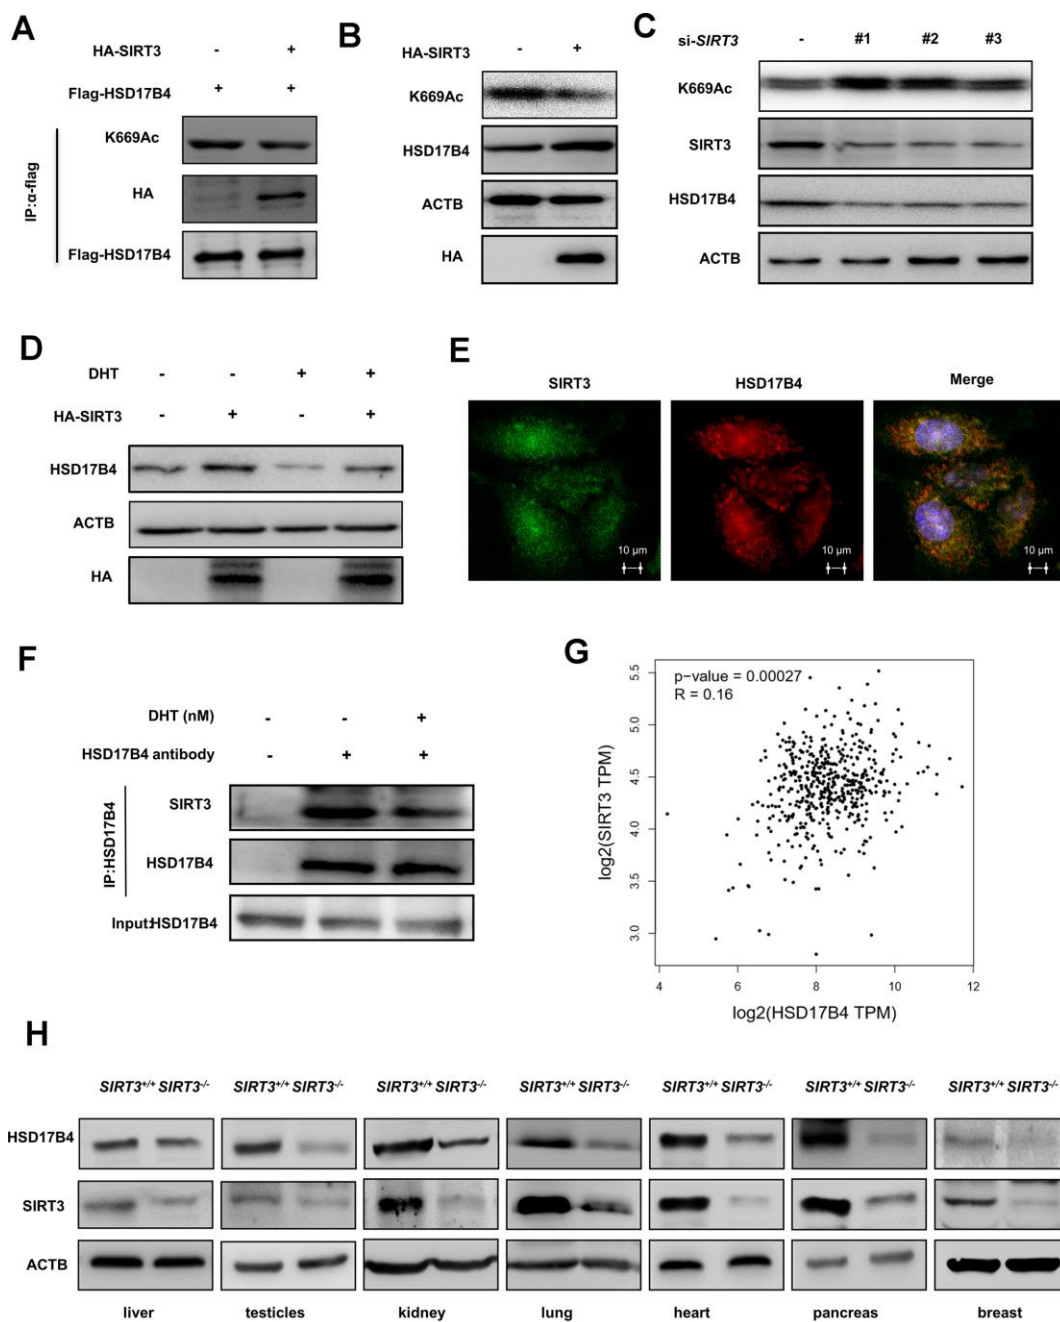 A
HA-SIRT3 - +
Flag-HSD17B4 + +
IP:α-flag
K669Ac
HA
Flag-HSD17B4
B
HA-SIRT3 - +
K669Ac
HSD17B4
ACTB
HA
C
si-SIRT3 - #1 #2 #3
K669Ac
SIRT3
HSD17B4
ACTB
D
DHT - - + +
HA-SIRT3 - + - +
HSD17B4
ACTB
HA
E
SIRT3 HSD17B4 Merge
10 μm 10 μm 10 μm
F
DHT (nM) - - +
HSD17B4 antibody - + +
IP:HSD17B4
SIRT3
HSD17B4
Input:HSD17B4
G
p-value = 0.00027
R = 0.16
log2(SIRT3 TPM)
5.5
5.0
4.5
4.0
3.5
3.0
4 6 8 10 12
log2(HSD17B4 TPM)
H
SIRT3+/+ SIRT3-/- SIRT3+/+ SIRT3-/- SIRT3+/+ SIRT3-/- SIRT3+/+ SIRT3-/- SIRT3+/+ SIRT3-/- SIRT3+/+ SIRT3-/- SIRT3+/+ SIRT3-/-
HSD17B4
SIRT3
ACTB
liver testicles kidney lung heart pancreas breast